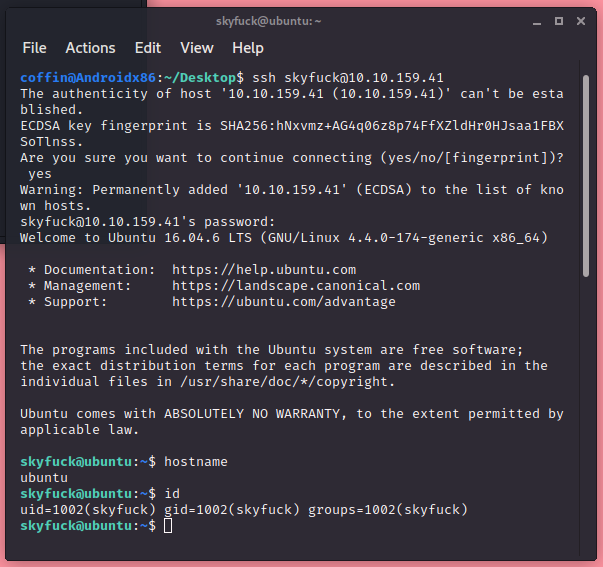 skyfuck@ubuntu: ~
File Actions Edit View Help
coffin@Androidx86:~/Desktop$ ssh skyfuck@10.10.159.41
The authenticity of host '10.10.159.41 (10.10.159.41)' can't be esta
blished.
ECDSA key fingerprint is SHA256:hNxvmz+AG4q06z8p74FfXZldHr0HJsaa1FBX
SoTlnss.
Are you sure you want to continue connecting (yes/no/[fingerprint])?
yes
Warning: Permanently added '10.10.159.41' (ECDSA) to the list of kno
wn hosts.
skyfuck@10.10.159.41's password:
Welcome to Ubuntu 16.04.6 LTS (GNU/Linux 4.4.0-174-generic x86_64)
* Documentation:  https://help.ubuntu.com
* Management:     https://landscape.canonical.com
* Support:        https://ubuntu.com/advantage
The programs included with the Ubuntu system are free software;
the exact distribution terms for each program are described in the
individual files in /usr/share/doc/*/copyright.
Ubuntu comes with ABSOLUTELY NO WARRANTY, to the extent permitted by
applicable law.
skyfuck@ubuntu:~$ hostname
ubuntu
skyfuck@ubuntu:~$ id
uid=1002(skyfuck) gid=1002(skyfuck) groups=1002(skyfuck)
skyfuck@ubuntu:~$